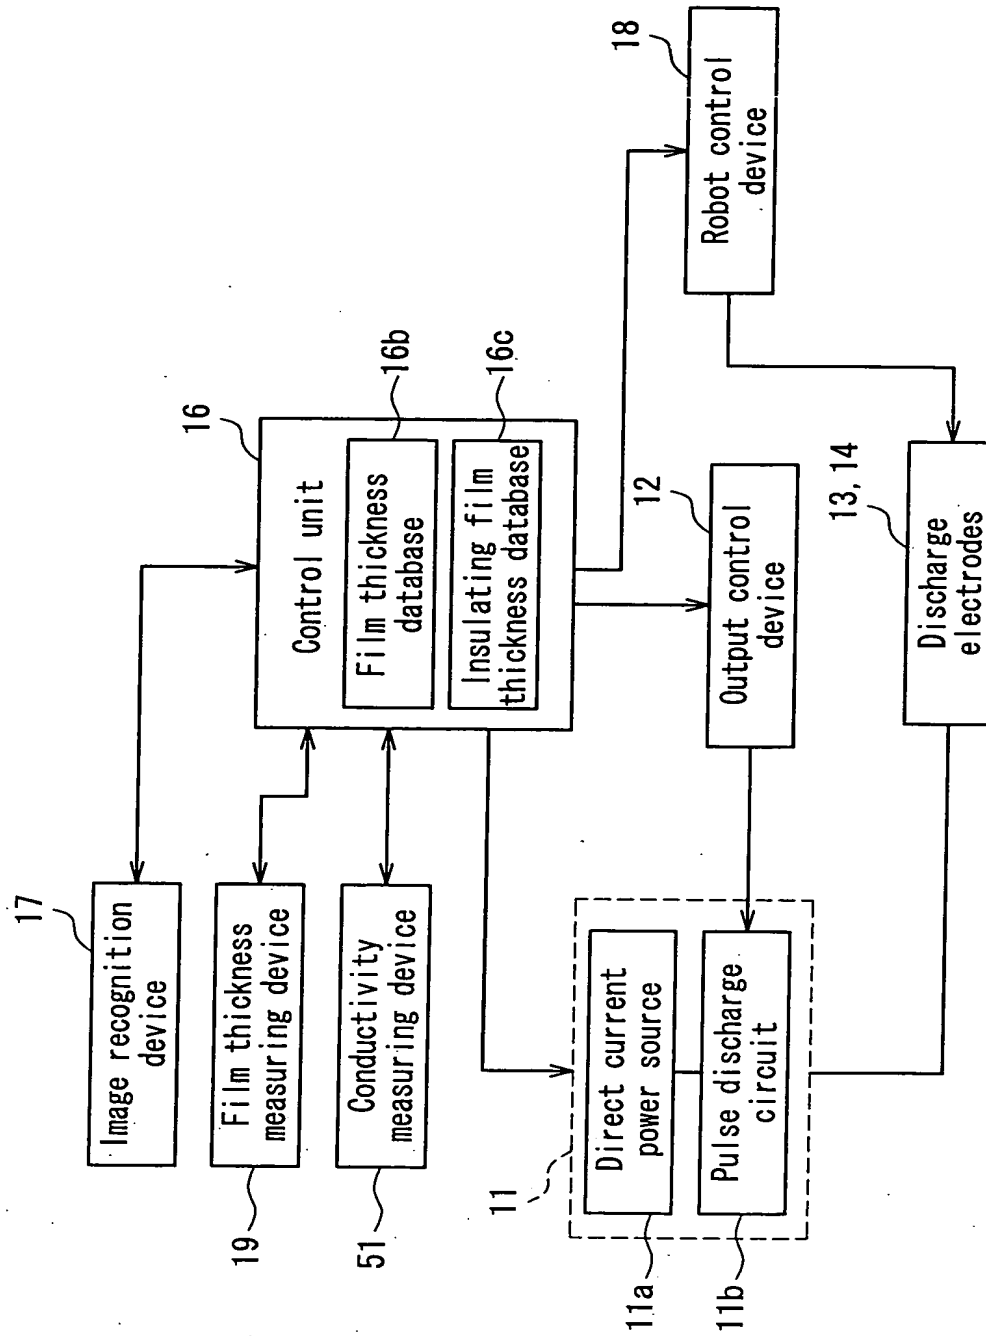 17
Image recognition
device
Film thickness
measuring device
19
Conductivity
measuring device
51
16
Control unit
Film thickness
database
16b
Insulating film
thickness database
16c
11
Direct current
power source
11a
Pulse discharge
circuit
11b
12
Output control
device
18
Robot control
device
13, 14
Discharge
electrodes